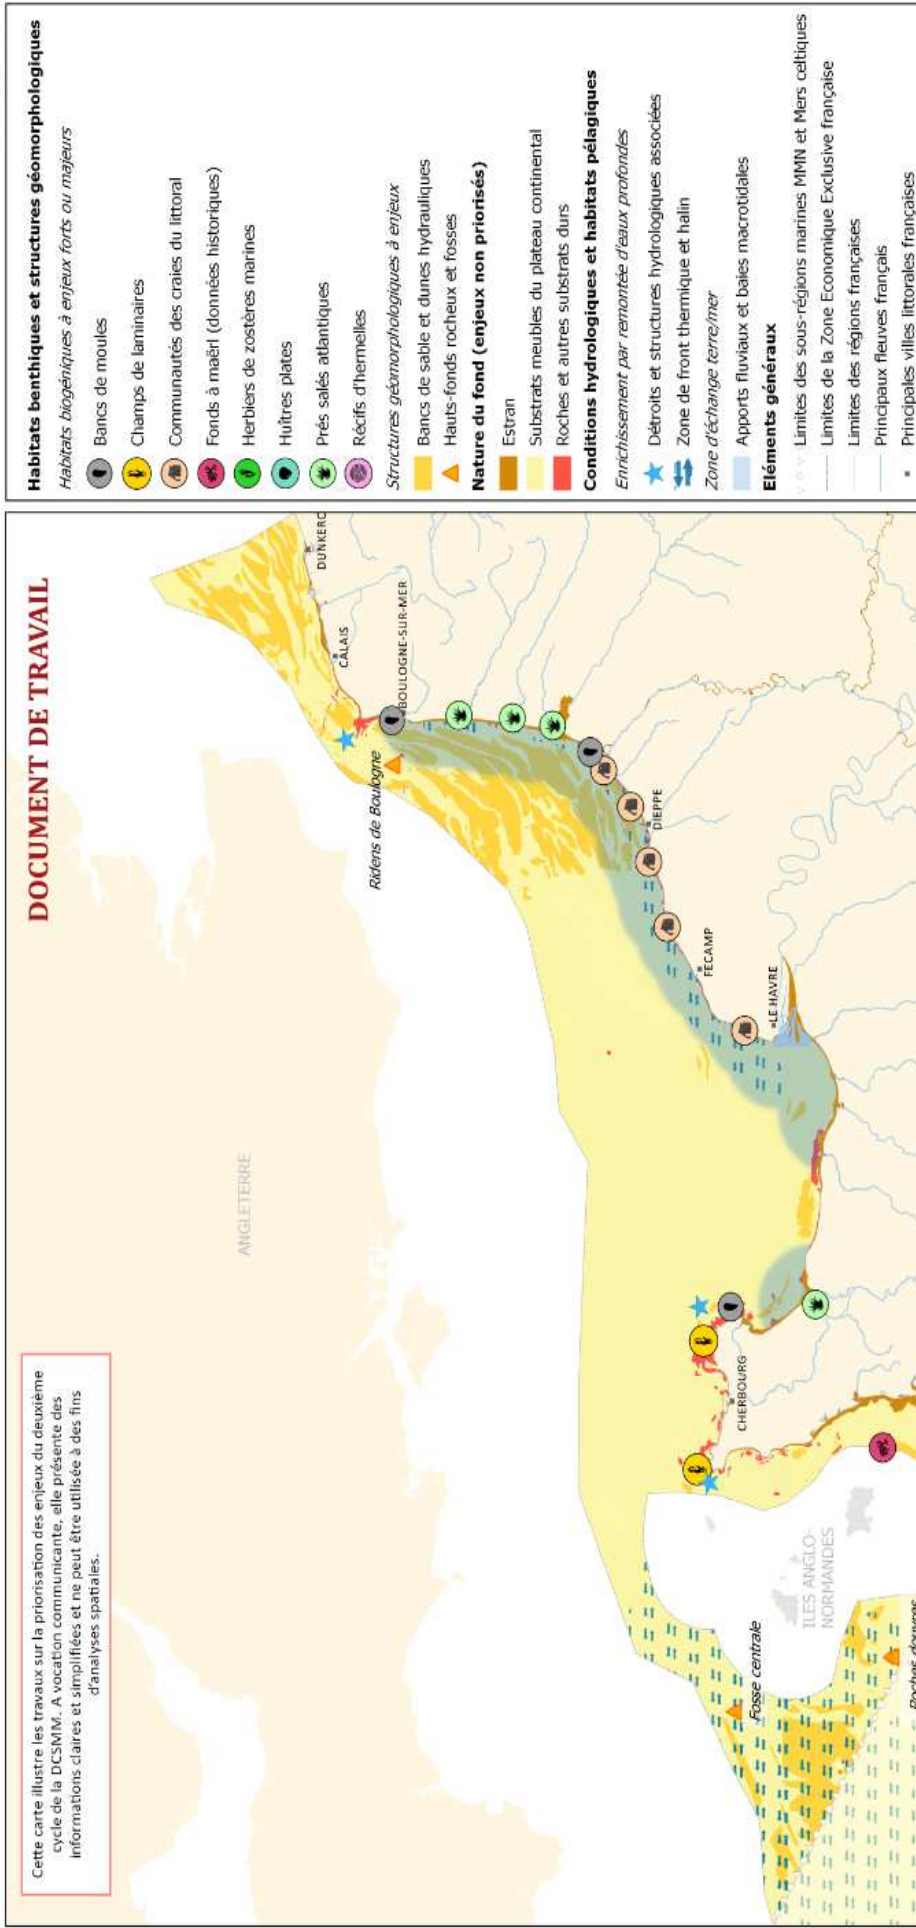 DOCUMENT DE TRAVAIL
Cette carte illustre les travaux sur la priorisation des enjeux du deuxième
cycle de la DCSMM. A vocation communicante, elle présente des
informations claires et simplifiées et ne peut être utilisée à des fins
d'analyses spatiales.
ANGLETERRE
DUNKERQ
CALAIS
BOULOGNE-SUR-MER
Ridens de Boulogne
DIEPPE
FECAMP
LE HAVRE
CHERBOURG
ILES ANGLO-
NORMANDES
Fosse centrale
Roches douvres
Habitats benthiques et structures géomorphologiques
Habitats biogéniques à enjeux forts ou majeurs
Bancs de moules
Champs de laminaires
Communautés des craies du littoral
Fonds à maërl (données historiques)
Herbiers de zostères marines
Huîtres plates
Prés salés atlantiques
Récifs d'hermelles
Structures géomorphologiques à enjeux
Bancs de sable et dunes hydrauliques
Hauts-fonds rocheux et fosses
Nature du fond (enjeux non priorisés)
Estran
Substrats meubles du plateau continental
Roches et autres substrats durs
Conditions hydrologiques et habitats pélagiques
Enrichissement par remontée d'eaux profondes
Détroits et structures hydrologiques associées
Zone de front thermique et halin
Zone d'échange terre/mer
Apports fluviaux et baies macrotidales
Eléments généraux
Limites des sous-régions marines MMN et Mers celtiques
Limites de la Zone Economique Exclusive française
Limites des régions françaises
Principaux fleuves français
Principales villes littorales françaises